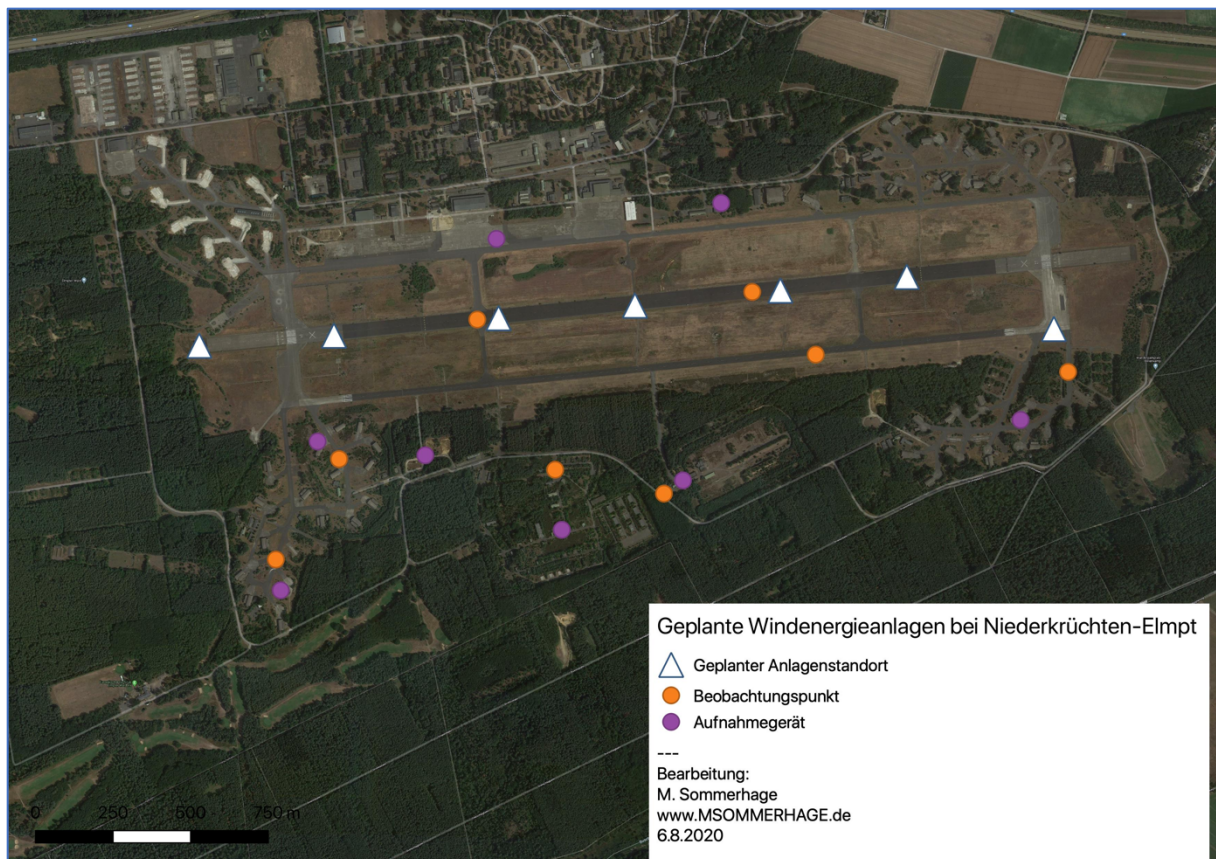 Geplante Windenergieanlagen bei Niederkrüchten-Elmpt
Geplanter Anlagenstandort
Beobachtungspunkt
Aufnahmegerät
---
Bearbeitung:
M. Sommerhage
www.MSOMMERHAGE.de
6.8.2020
0 250 500 750 m